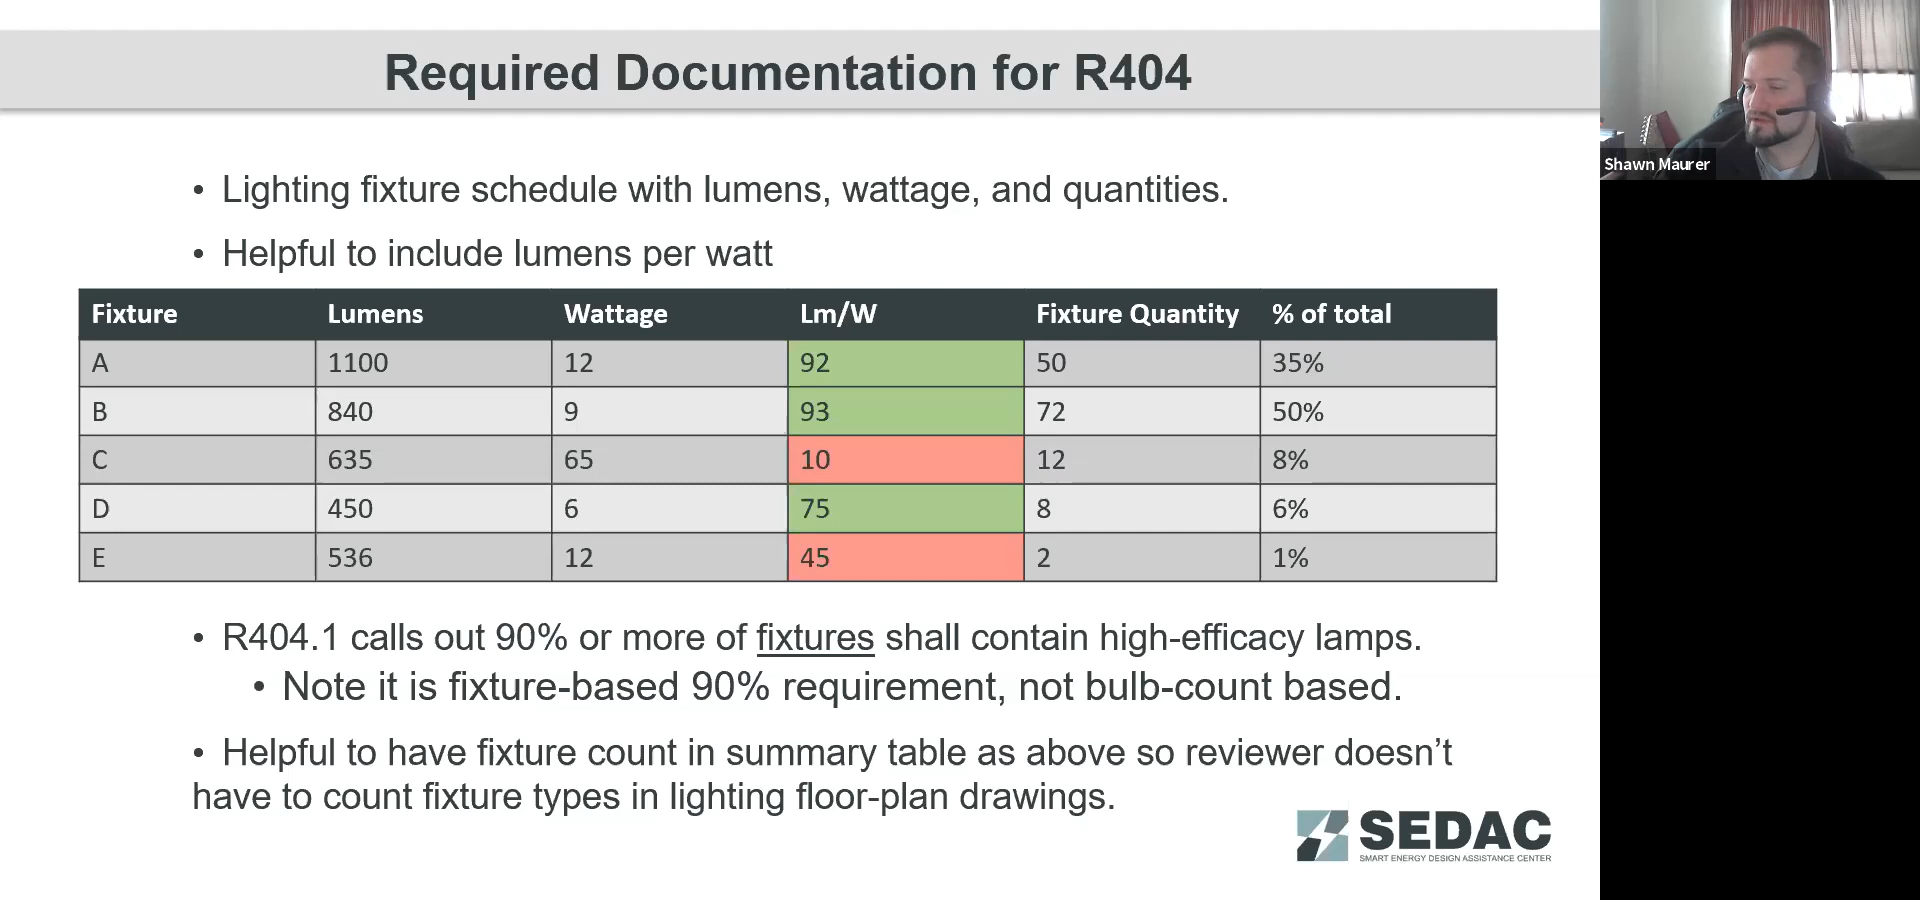 Required Documentation for R404
Shawn Maurer
• Lighting fixture schedule with lumens, wattage, and quantities.
• Helpful to include lumens per watt
Fixture Lumens Wattage Lm/W Fixture Quantity % of total
A 1100 12 92 50 35%
B 840 9 93 72 50%
C 635 65 10 12 8%
D 450 6 75 8 6%
E 536 12 45 2 1%
• R404.1 calls out 90% or more of fixtures shall contain high-efficacy lamps.
• Note it is fixture-based 90% requirement, not bulb-count based.
• Helpful to have fixture count in summary table as above so reviewer doesn’t
have to count fixture types in lighting floor-plan drawings.
SEDAC
SMART ENERGY DESIGN ASSISTANCE CENTER